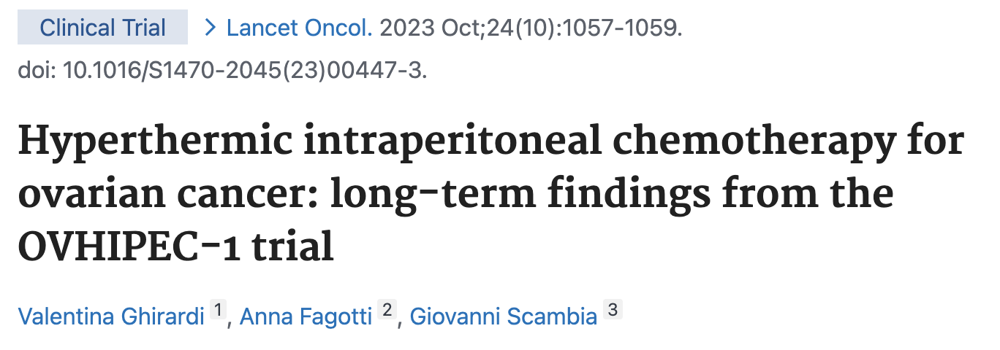 Clinical Trial > Lancet Oncol. 2023 Oct;24(10):1057-1059.
doi: 10.1016/S1470-2045(23)00447-3.
Hyperthermic intraperitoneal chemotherapy for
ovarian cancer: long-term findings from the
OVHIPEC-1 trial
Valentina Ghirardi 1, Anna Fagotti 2, Giovanni Scambia 3